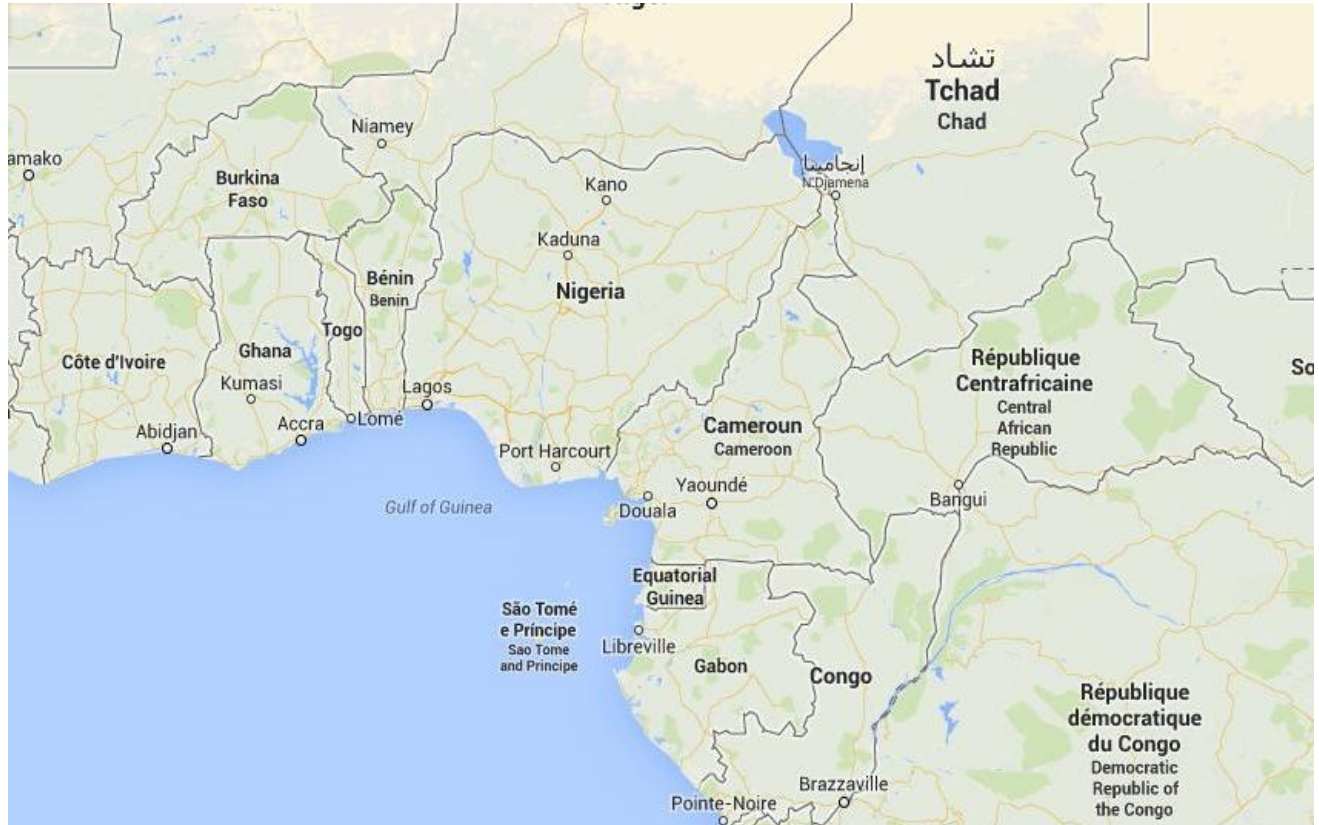 تشاد
Tchad
Chad
Niamey
amako
إنجامينا
N'Djamena
Burkina
Faso
Kano
Kaduna
Bénin
Benin
Nigeria
Togo
Ghana
Côte d'Ivoire
Kumasi
Lagos
République
Centrafricaine
Central
African
Republic
So
Abidjan
Accra
Lomé
Cameroun
Cameroon
Port Harcourt
Gulf of Guinea
Yaoundé
Douala
Bangui
Equatorial
Guinea
São Tomé
e Príncipe
Sao Tome
and Principe
Libreville
Gabon
Congo
République
démocratique
du Congo
Democratic
Republic of
the Congo
Brazzaville
Pointe-Noire